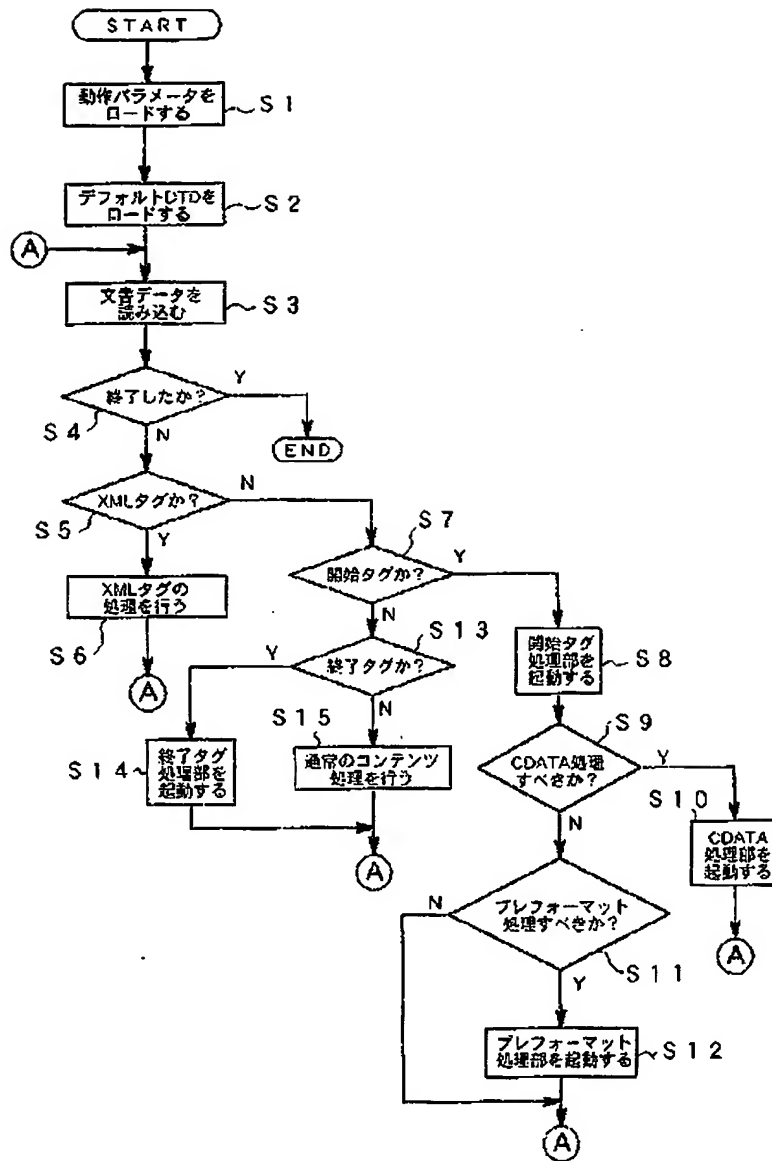 START
動作パラメータを
ロードする
S1
デフォルトDTDを
ロードする
S2
A
文書データを
読み込む
S3
終了したか?
Y
S4
N
END
XMLタグか?
N
S5
Y
S7
開始タグか?
Y
N
XMLタグの
処理を行う
S6
A
S13
終了タグか?
Y
N
開始タグ
処理部を
起動する
S8
S9
CDATA処理
すべきか?
Y
N
S14
終了タグ
処理部を
起動する
S15
通常のコンテンツ
処理を行う
A
S10
CDATA
処理部を
起動する
A
プレフォーマット
処理すべきか?
N
S11
Y
プレフォーマット
処理部を起動する
S12
A